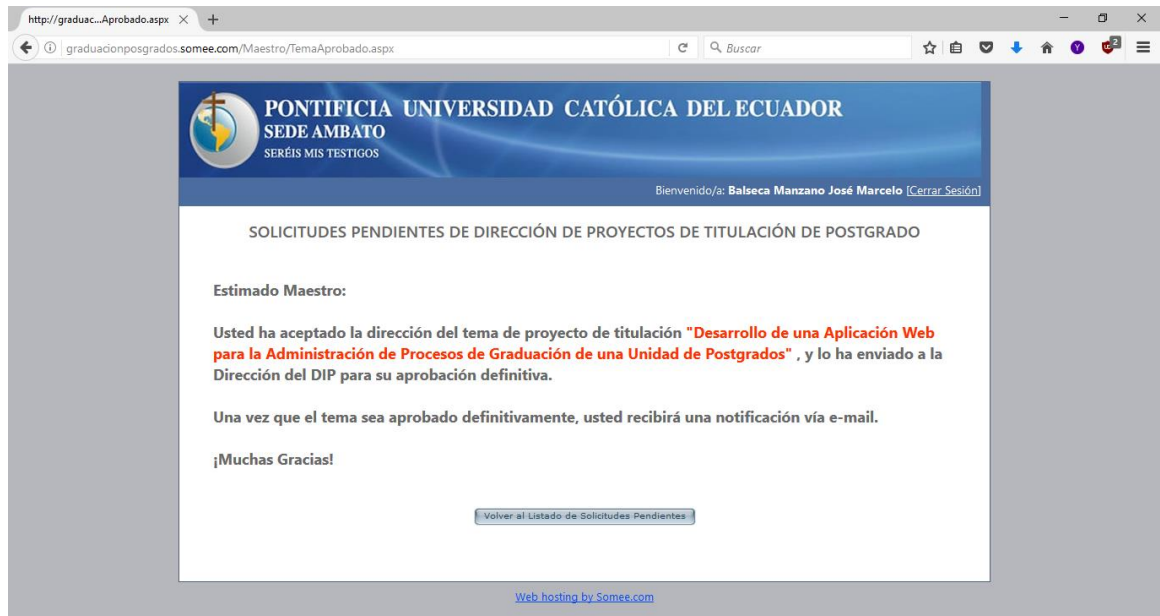 http://graduac...Aprobado.aspx
graduacionposgrados.somee.com/Maestro/TemaAprobado.aspx
Buscar
2
PONTIFICIA UNIVERSIDAD CATÓLICA DEL ECUADOR
SEDE AMBATO
SERÉIS MIS TESTIGOS
Bienvenido/a: Balseca Manzano José Marcelo [Cerrar Sesión]
SOLICITUDES PENDIENTES DE DIRECCIÓN DE PROYECTOS DE TITULACIÓN DE POSTGRADO
Estimado Maestro:
Usted ha aceptado la dirección del tema de proyecto de titulación "Desarrollo de una Aplicación Web
para la Administración de Procesos de Graduación de una Unidad de Postgrados" , y lo ha enviado a la
Dirección del DIP para su aprobación definitiva.
Una vez que el tema sea aprobado definitivamente, usted recibirá una notificación vía e-mail.
¡Muchas Gracias!
Volver al Listado de Solicitudes Pendientes
Web hosting by Somee.com